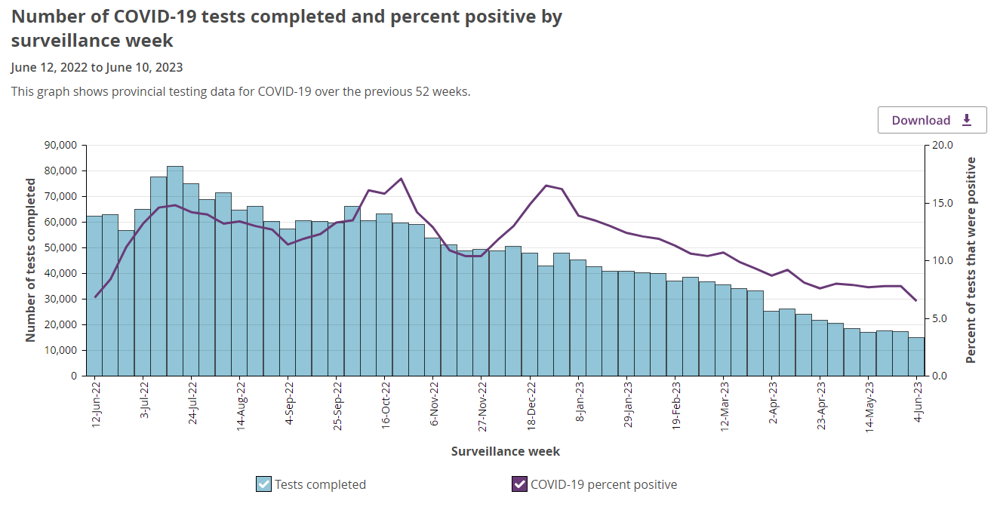 Number of COVID-19 tests completed and percent positive by
surveillance week
June 12, 2022 to June 10, 2023
This graph shows provincial testing data for COVID-19 over the previous 52 weeks.
Download
Number of tests completed
90,000
80,000
70,000
60,000
50,000
40,000
30,000
20,000
10,000
0
20.0
15.0
10.0
5.0
0.0
Percent of tests that were positive
12-Jun-22
3-Jul-22
24-Jul-22
14-Aug-22
4-Sep-22
25-Sep-22
16-Oct-22
6-Nov-22
27-Nov-22
18-Dec-22
8-Jan-23
29-Jan-23
19-Feb-23
12-Mar-23
2-Apr-23
23-Apr-23
14-May-23
4-Jun-23
Surveillance week
Tests completed
COVID-19 percent positive